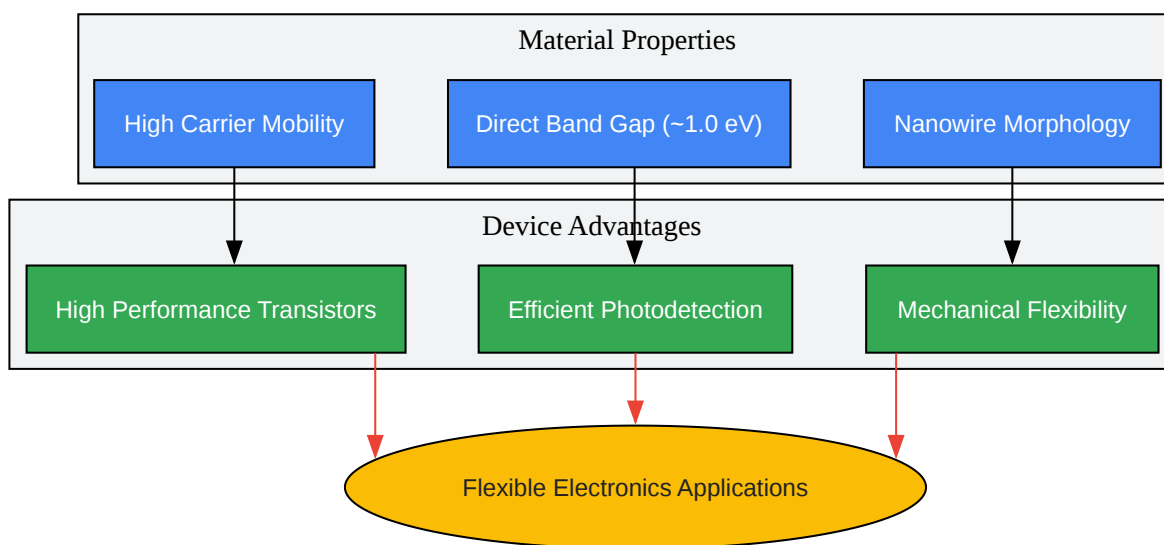 Material Properties
High Carrier Mobility
Direct Band Gap (~1.0 eV)
Nanowire Morphology
Device Advantages
High Performance Transistors
Efficient Photodetection
Mechanical Flexibility
Flexible Electronics Applications